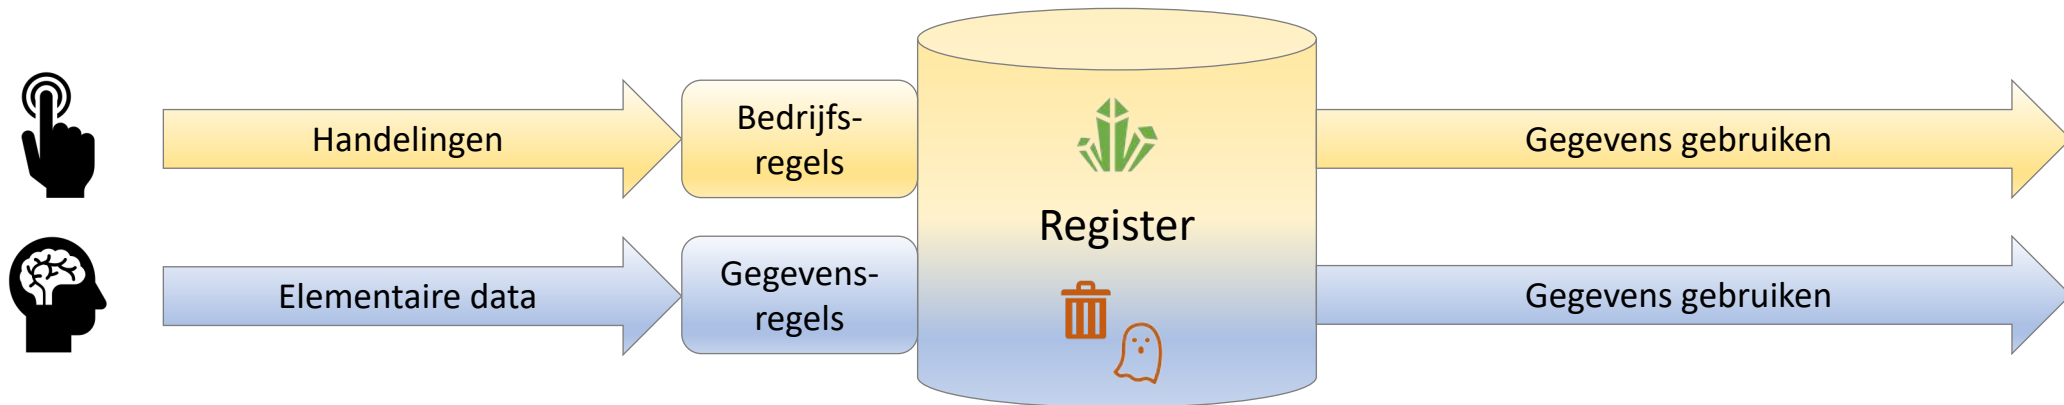 Handelingen
Bedrijfs-
regels
Register
Gegevens gebruiken
Elementaire data
Gegevens-
regels
Gegevens gebruiken